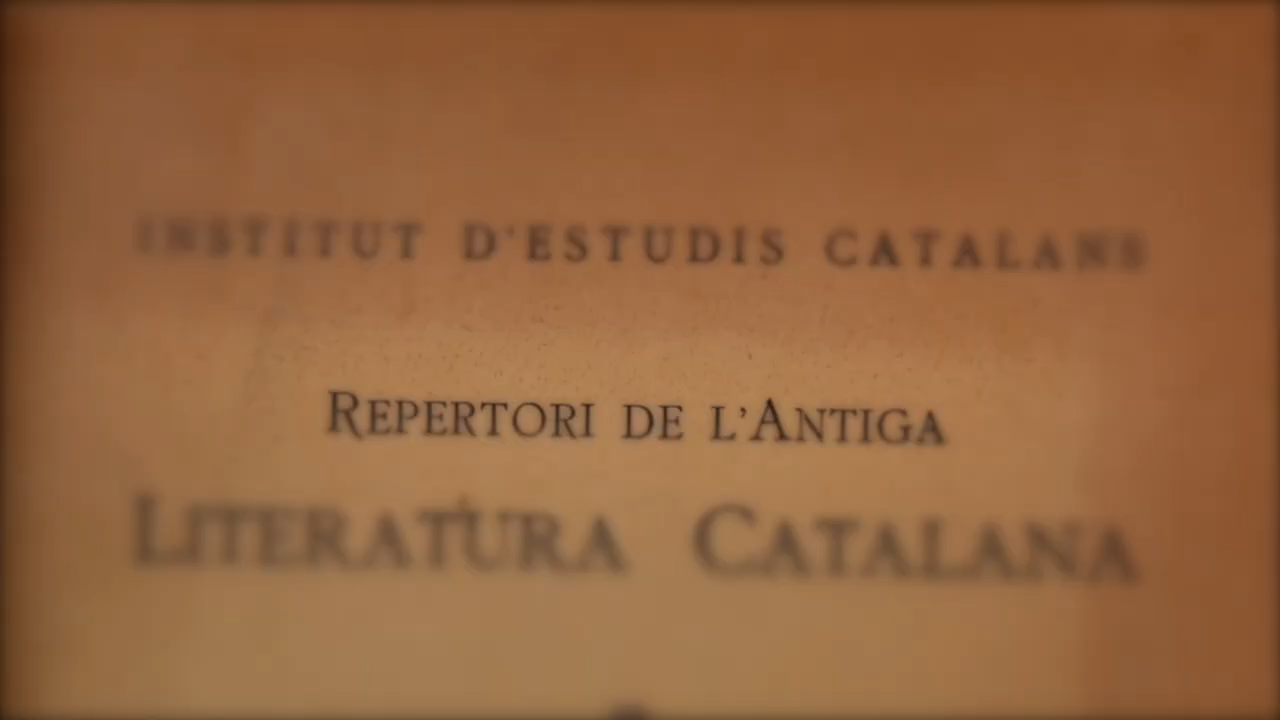 INSTITUT D'ESTUDIS CATALANS
REPERTORI DE L'ANTIGA
LITERATURA CATALANA